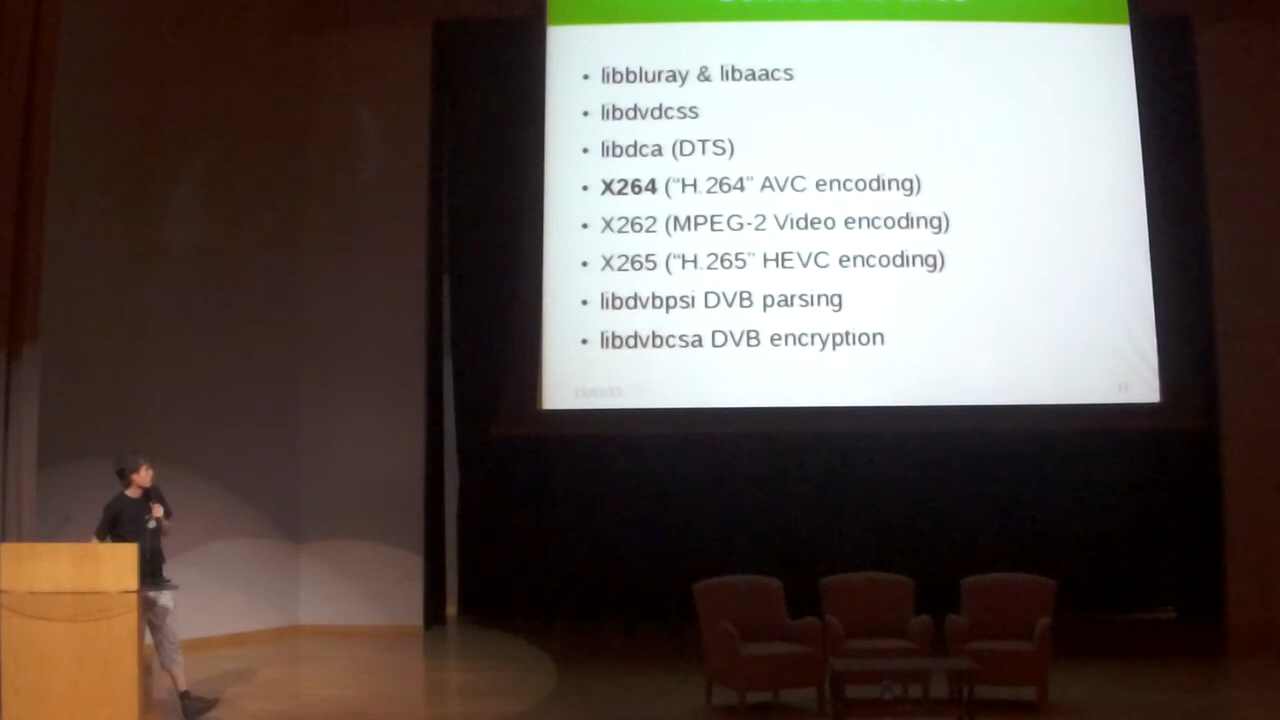 • libbluray & libaacs
• libdvdcss
• libdca (DTS)
• X264 (“H.264” AVC encoding)
• X262 (MPEG-2 Video encoding)
• X265 (“H.265” HEVC encoding)
• libdvbpsi DVB parsing
• libdvbcsa DVB encryption